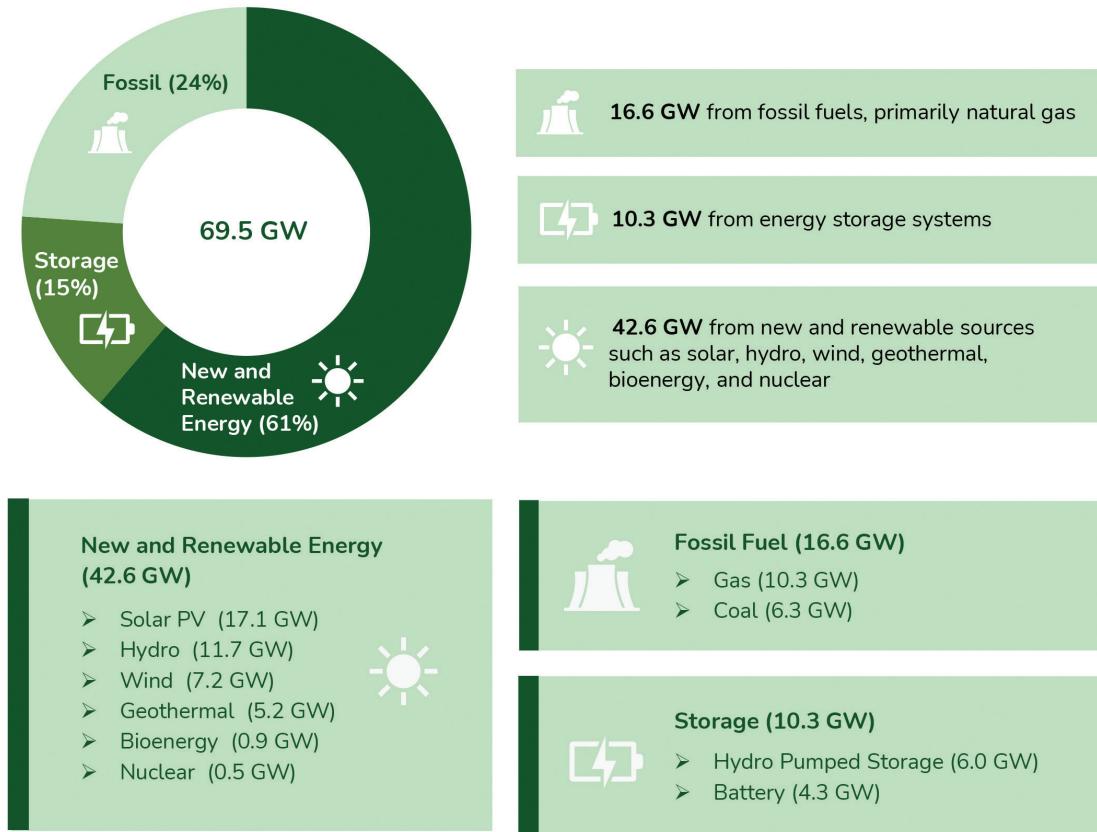 Fossil (24%)
69.5 GW
Storage
(15%)
New and
Renewable
Energy (61%)
16.6 GW from fossil fuels, primarily natural gas
10.3 GW from energy storage systems
42.6 GW from new and renewable sources
such as solar, hydro, wind, geothermal,
bioenergy, and nuclear
New and Renewable Energy
(42.6 GW)
➢ Solar PV (17.1 GW)
➢ Hydro (11.7 GW)
➢ Wind (7.2 GW)
➢ Geothermal (5.2 GW)
➢ Bioenergy (0.9 GW)
➢ Nuclear (0.5 GW)
Fossil Fuel (16.6 GW)
➢ Gas (10.3 GW)
➢ Coal (6.3 GW)
Storage (10.3 GW)
➢ Hydro Pumped Storage (6.0 GW)
➢ Battery (4.3 GW)